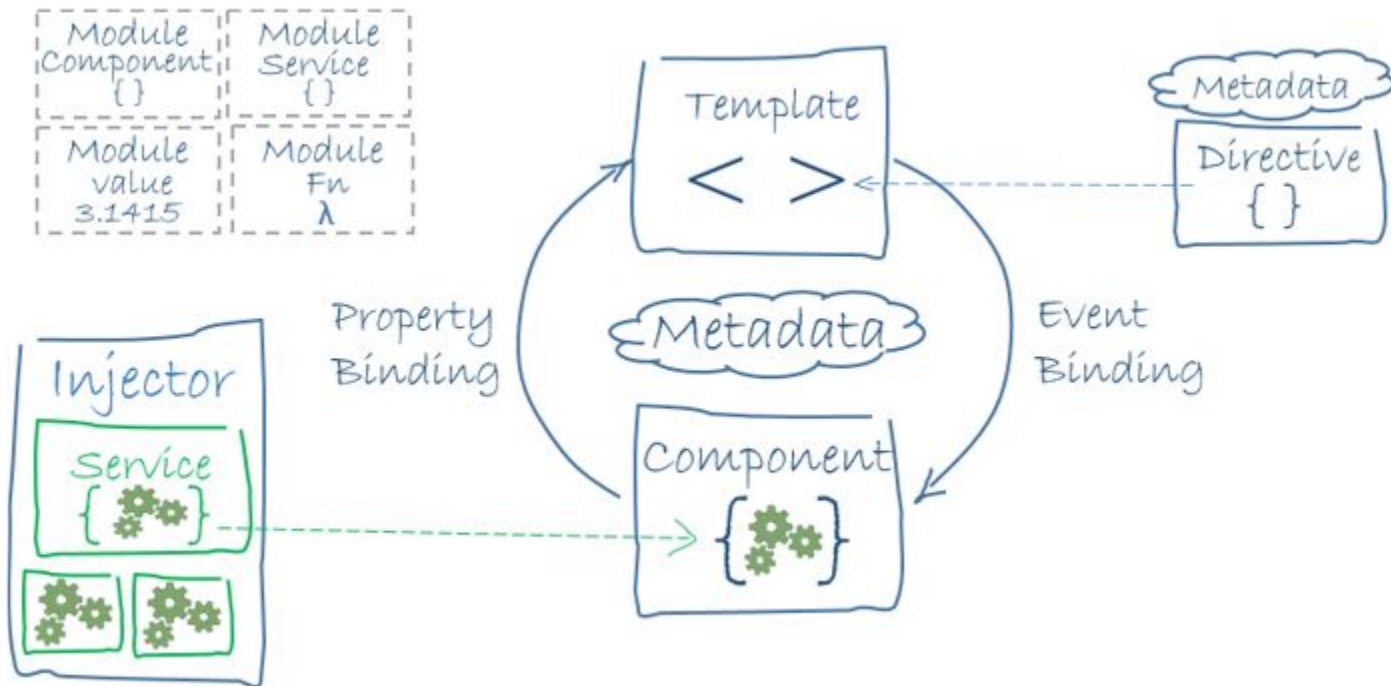 Module
Component
{ }
Module
Service
{ }
Module
value
3.1415
Module
Fn
λ
Template
< >
Metadata
Directive
{ }
Property
Binding
Metadata
Event
Binding
Injector
Service
{ }
Component
{ }